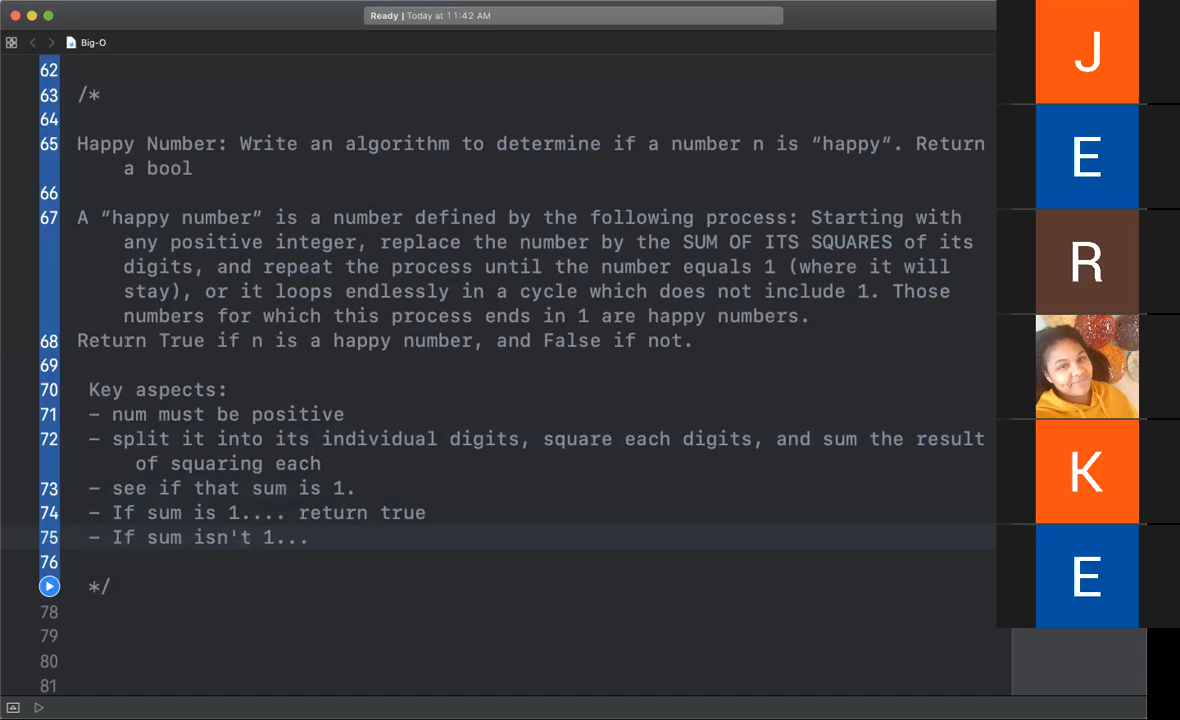 Ready | Today at 11:42 AM
Big-O
62
63 /*
64
65 Happy Number: Write an algorithm to determine if a number n is “happy”. Return
a bool
66
67 A “happy number” is a number defined by the following process: Starting with
any positive integer, replace the number by the SUM OF ITS SQUARES of its
digits, and repeat the process until the number equals 1 (where it will
stay), or it loops endlessly in a cycle which does not include 1. Those
numbers for which this process ends in 1 are happy numbers.
68 Return True if n is a happy number, and False if not.
69
70 Key aspects:
71 - num must be positive
72 - split it into its individual digits, square each digits, and sum the result
of squaring each
73 - see if that sum is 1.
74 - If sum is 1.... return true
75 - If sum isn't 1...
76
*/
78
79
80
81
J
E
R
K
E